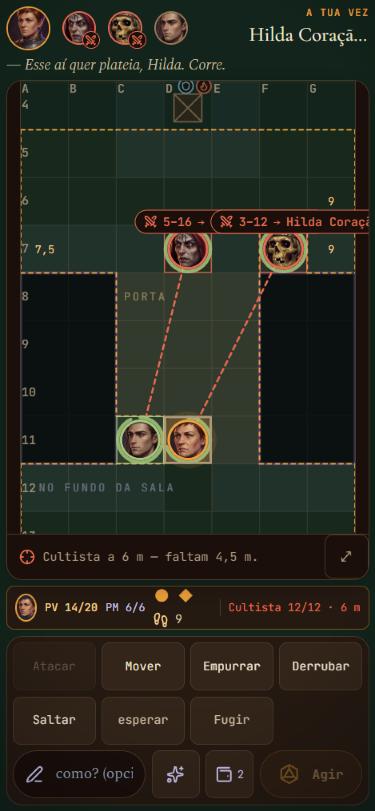 A TUA VEZ
Hilda Coraçã…
— Esse aí quer plateia, Hilda. Corre.
A B C D E F G
4
5
6 9
5–16 → 3–12 → Hilda Coraçã
7 7,5 9
8 PORTA
9
10
11
12 NO FUNDO DA SALA
Cultista a 6 m — faltam 4,5 m.
PV 14/20 PM 6/6 9 Cultista 12/12 · 6 m
Atacar Mover Empurrar Derrubar
Saltar esperar Fugir
como? (opci 2 Agir